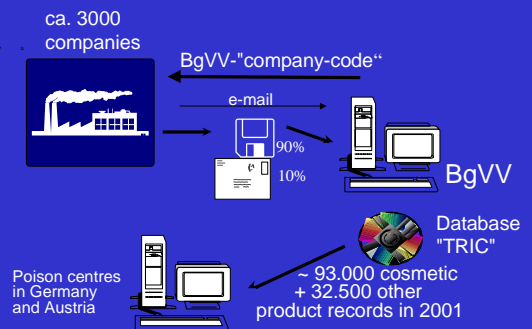 ca. 3000
companies
BgVV-"company-code“
e-mail
90%
10%
BgVV
Database
"TRIC"
~ 93.000 cosmetic
+ 32.500 other
product records in 2001
Poison centres
in Germany
and Austria